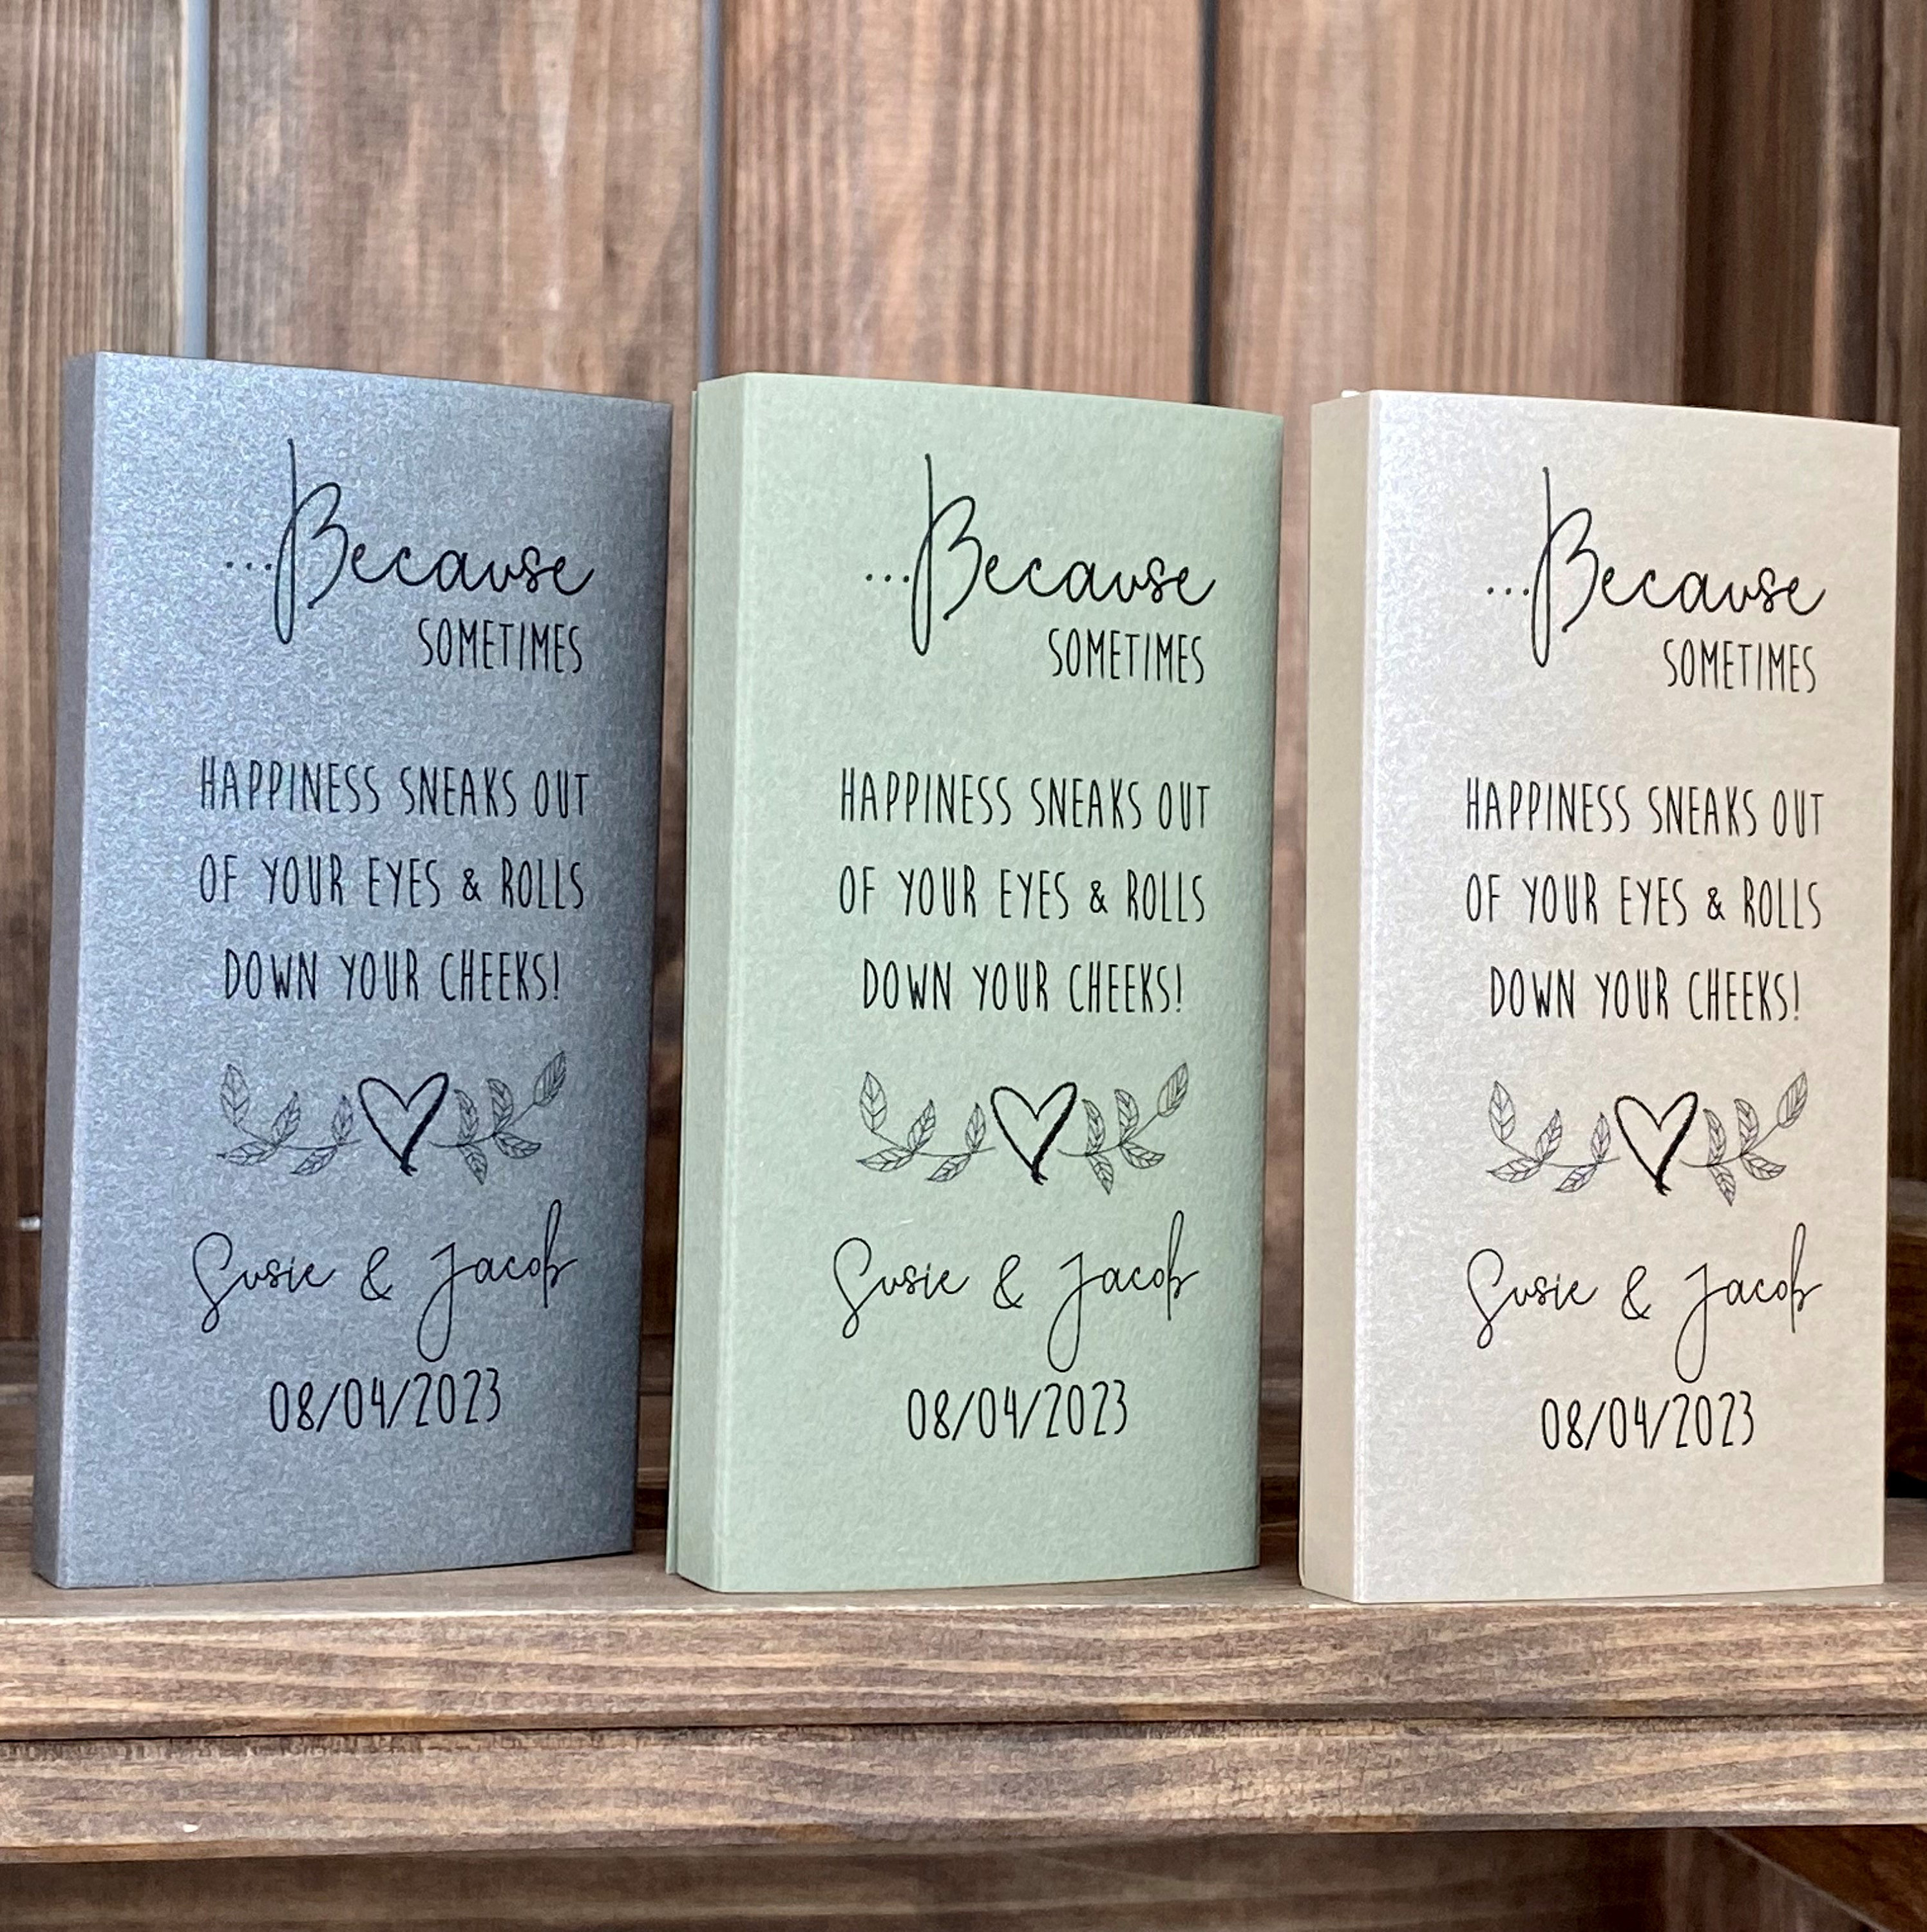 ...Because
SOMETIMES
HAPPINESS SNEAKS OUT
OF YOUR EYES & ROLLS
DOWN YOUR CHEEKS!
Susie & Jacob
08/04/2023
...Because
SOMETIMES
HAPPINESS SNEAKS OUT
OF YOUR EYES & ROLLS
DOWN YOUR CHEEKS!
Susie & Jacob
08/04/2023
...Because
SOMETIMES
HAPPINESS SNEAKS OUT
OF YOUR EYES & ROLLS
DOWN YOUR CHEEKS!
Susie & Jacob
08/04/2023